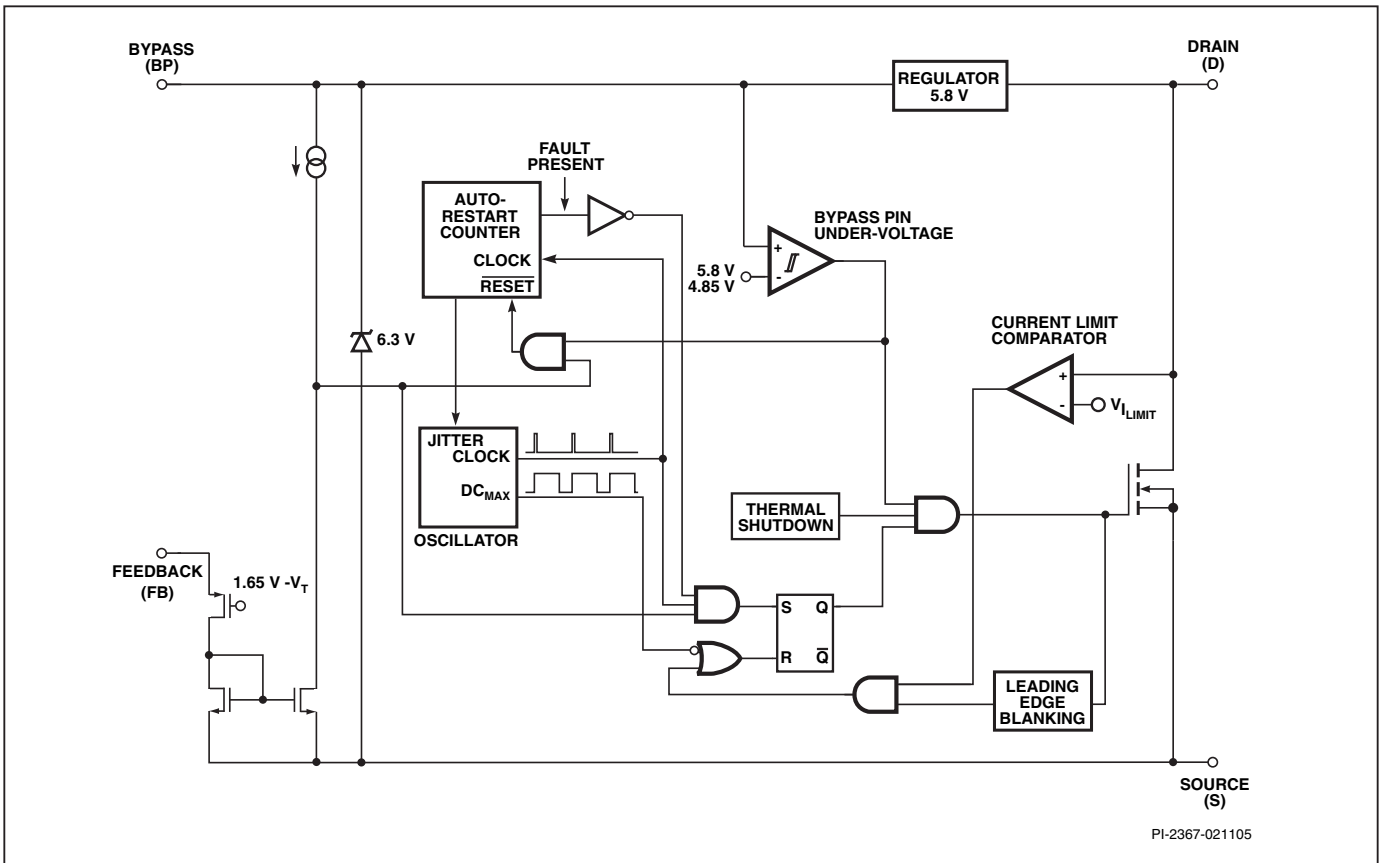 BYPASS
(BP)
DRAIN
(D)
REGULATOR
5.8 V
FAULT
PRESENT
AUTO-
RESTART
COUNTER
CLOCK
RESET
BYPASS PIN
UNDER-VOLTAGE
+
-
5.8 V
4.85 V
6.3 V
CURRENT LIMIT
COMPARATOR
+
-
VILIMIT
JITTER
CLOCK
DCMAX
OSCILLATOR
THERMAL
SHUTDOWN
FEEDBACK
(FB)
1.65 V -VT
S Q
R Q̅
LEADING
EDGE
BLANKING
SOURCE
(S)
PI-2367-021105